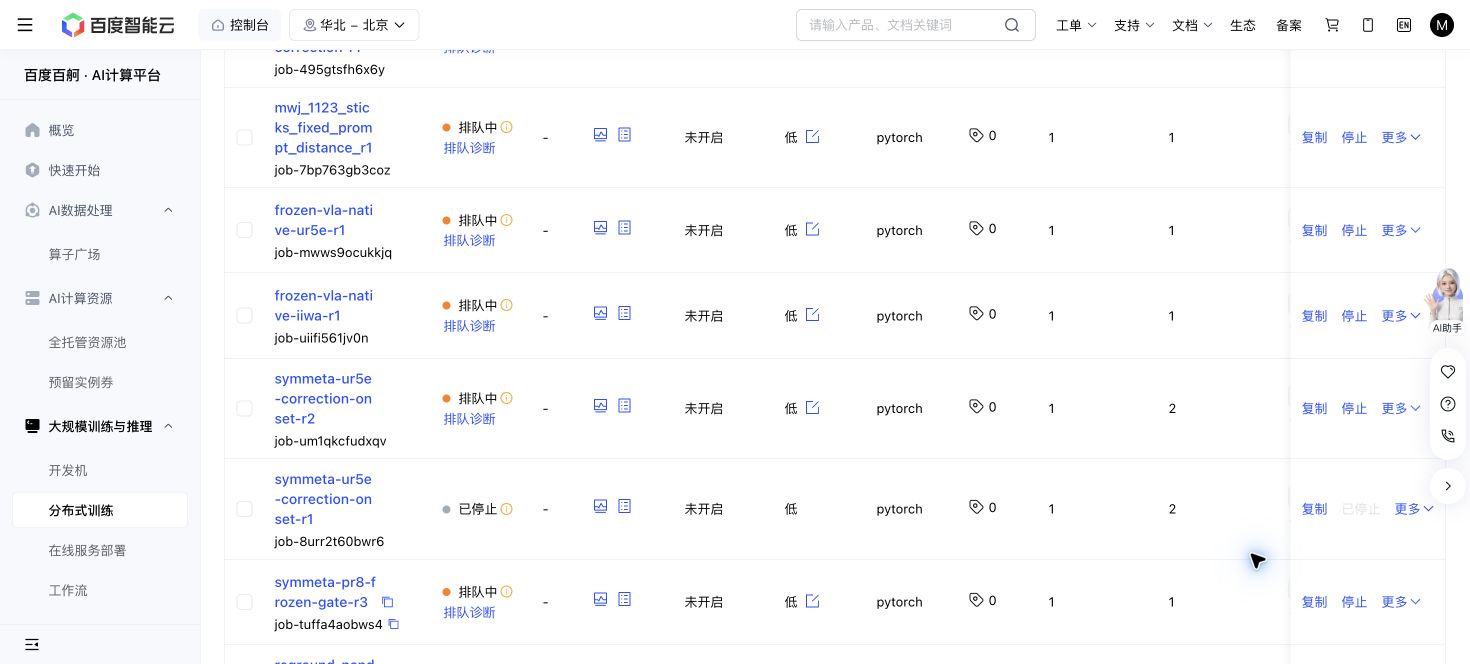 百度智能云
控制台
华北 – 北京
请输入产品、文档关键词
工单
支持
文档
生态
备案
EN
M
百度百舸 · AI计算平台
概览
快速开始
AI数据处理
算子广场
AI计算资源
全托管资源池
预留实例券
大规模训练与推理
开发机
分布式训练
在线服务部署
工作流
排队诊断
job-495gtsfh6x6y
mwj_1123_stic
ks_fixed_prom
pt_distance_r1
job-7bp763gb3coz
排队中
排队诊断
-
未开启
低
pytorch
0
1
1
复制 停止 更多
frozen-vla-nati
ve-ur5e-r1
job-mwws9ocukkjq
排队中
排队诊断
-
未开启
低
pytorch
0
1
1
复制 停止 更多
frozen-vla-nati
ve-iiwa-r1
job-uiifi561jv0n
排队中
排队诊断
-
未开启
低
pytorch
0
1
1
复制 停止 更多
symmeta-ur5e
-correction-on
set-r2
job-um1qkcfudxqv
排队中
排队诊断
-
未开启
低
pytorch
0
1
2
复制 停止 更多
symmeta-ur5e
-correction-on
set-r1
job-8urr2t60bwr6
已停止
-
未开启
低
pytorch
0
1
2
复制 已停止 更多
symmeta-pr8-f
rozen-gate-r3
job-tuffa4aobws4
排队中
排队诊断
-
未开启
低
pytorch
0
1
1
复制 停止 更多
AI助手